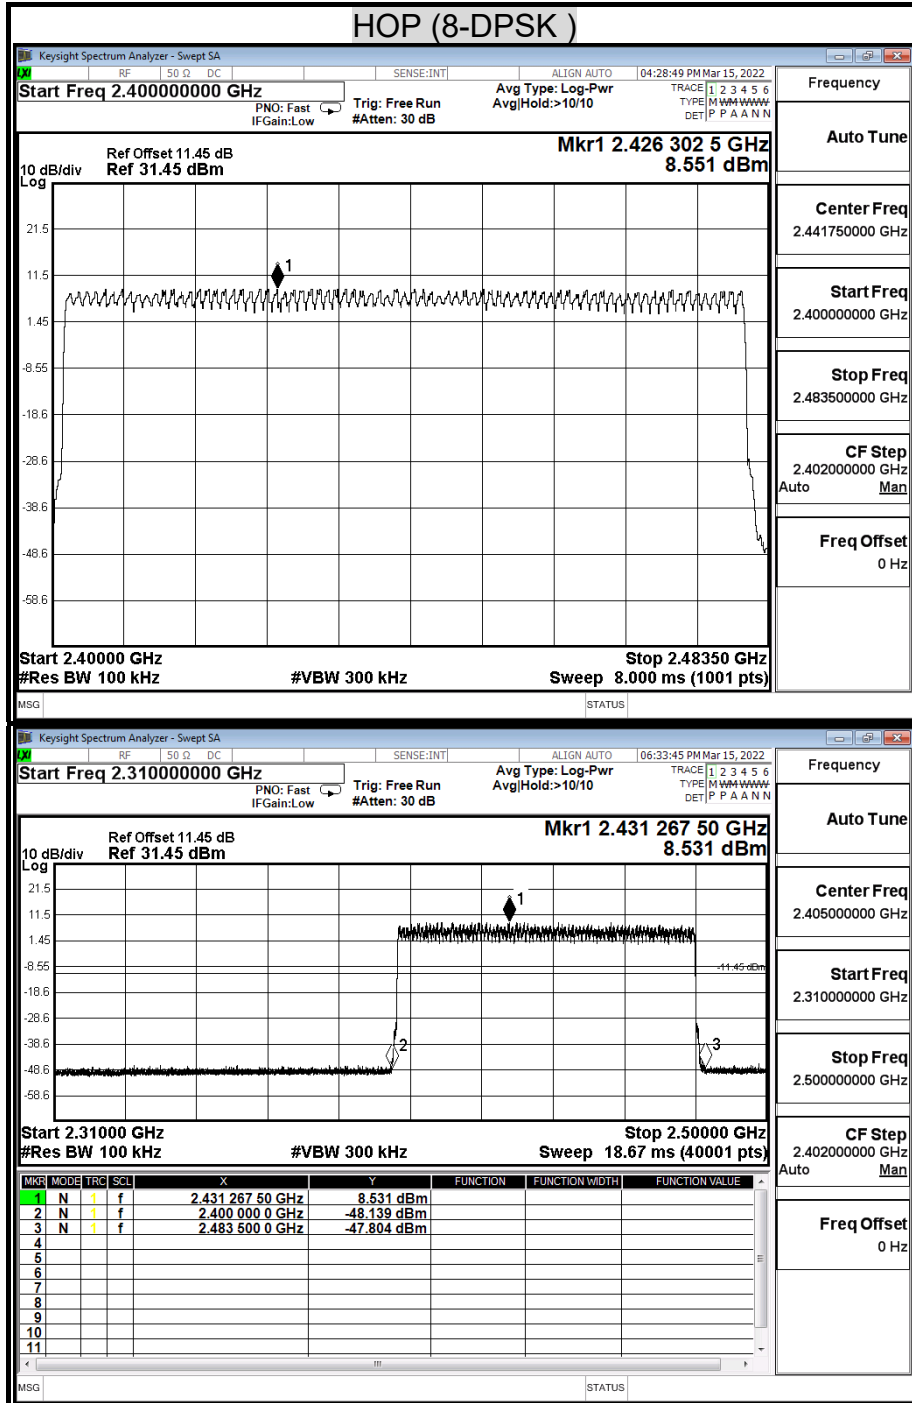 HOP (8-DPSK )
Keysight Spectrum Analyzer - Swept SA
LXI RF 50 Ω DC SENSE:INT ALIGN AUTO 04:28:49 PM Mar 15, 2022
Start Freq 2.400000000 GHz
PNO: Fast
IFGain:Low
Trig: Free Run
#Atten: 30 dB
Avg Type: Log-Pwr
Avg|Hold:>10/10
TRACE 1 2 3 4 5 6
TYPE M WM WWWW
DET P P A A N N
Frequency
Auto Tune
Center Freq
2.441750000 GHz
Start Freq
2.400000000 GHz
Stop Freq
2.483500000 GHz
CF Step
2.402000000 GHz
Auto Man
Freq Offset
0 Hz
Ref Offset 11.45 dB
10 dB/div Ref 31.45 dBm
Log
Mkr1 2.426 302 5 GHz
8.551 dBm
21.5
11.5
1.45
-8.55
-18.6
-28.6
-38.6
-48.6
-58.6
1
Start 2.40000 GHz Stop 2.48350 GHz
#Res BW 100 kHz #VBW 300 kHz Sweep 8.000 ms (1001 pts)
MSG STATUS
Keysight Spectrum Analyzer - Swept SA
LXI RF 50 Ω DC SENSE:INT ALIGN AUTO 06:33:45 PM Mar 15, 2022
Start Freq 2.310000000 GHz
PNO: Fast
IFGain:Low
Trig: Free Run
#Atten: 30 dB
Avg Type: Log-Pwr
Avg|Hold:>10/10
TRACE 1 2 3 4 5 6
TYPE M WM WWWW
DET P P A A N N
Frequency
Auto Tune
Center Freq
2.405000000 GHz
Start Freq
2.310000000 GHz
Stop Freq
2.500000000 GHz
CF Step
2.402000000 GHz
Auto Man
Freq Offset
0 Hz
Ref Offset 11.45 dB
10 dB/div Ref 31.45 dBm
Log
Mkr1 2.431 267 50 GHz
8.531 dBm
21.5
11.5
1.45
-8.55
-18.6
-28.6
-38.6
-48.6
-58.6
1
-11.45 dBm
2
3
Start 2.31000 GHz Stop 2.50000 GHz
#Res BW 100 kHz #VBW 300 kHz Sweep 18.67 ms (40001 pts)
MKR MODE TRC SCL X Y FUNCTION FUNCTION WIDTH FUNCTION VALUE
1 N 1 f 2.431 267 50 GHz 8.531 dBm
2 N 1 f 2.400 000 0 GHz -48.139 dBm
3 N 1 f 2.483 500 0 GHz -47.804 dBm
4
5
6
7
8
9
10
11
MSG STATUS